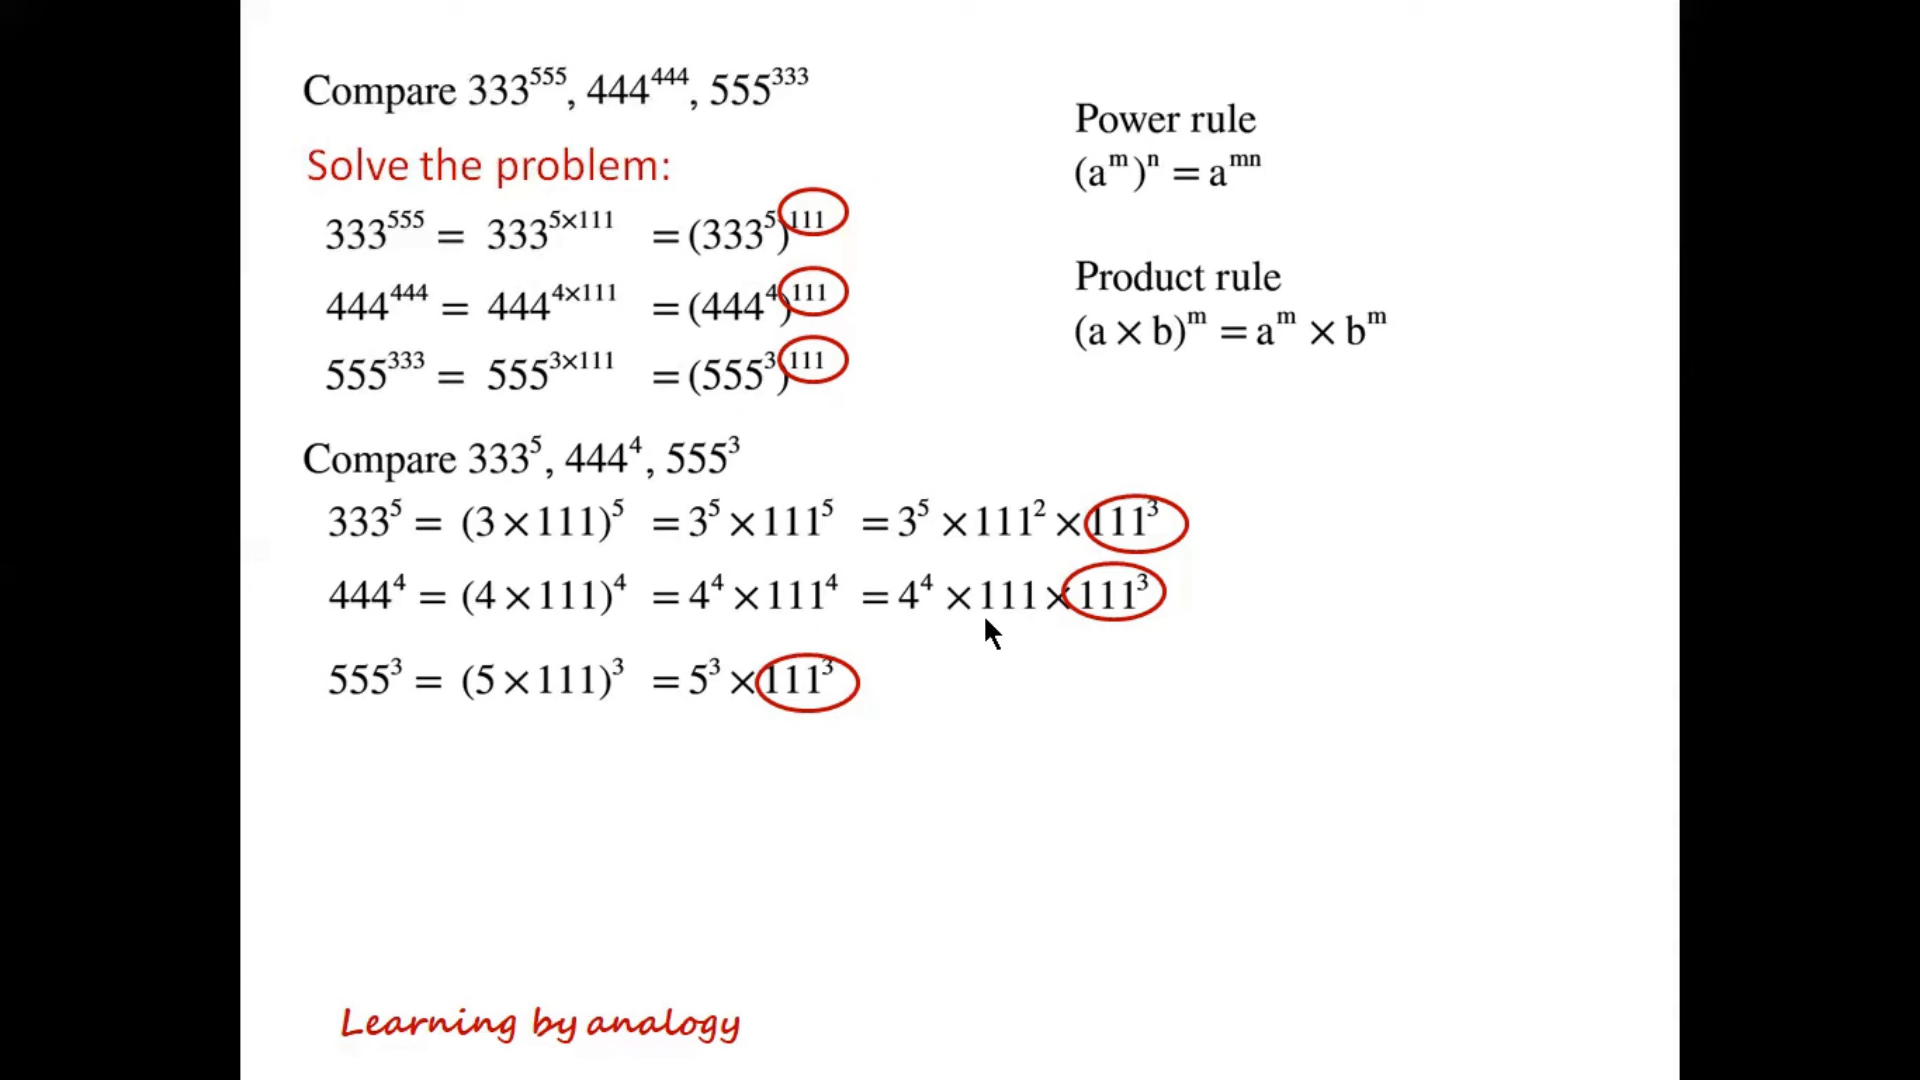 Compare 333^555, 444^444, 555^333
Solve the problem:
333^555 = 333^5×111 = (333^5)^111
444^444 = 444^4×111 = (444^4)^111
555^333 = 555^3×111 = (555^3)^111
Compare 333^5, 444^4, 555^3
333^5 = (3×111)^5 = 3^5×111^5 = 3^5×111^2×111^3
444^4 = (4×111)^4 = 4^4×111^4 = 4^4×111×111^3
555^3 = (5×111)^3 = 5^3×111^3
Power rule
(a^m)^n = a^mn
Product rule
(a×b)^m = a^m×b^m
Learning by analogy